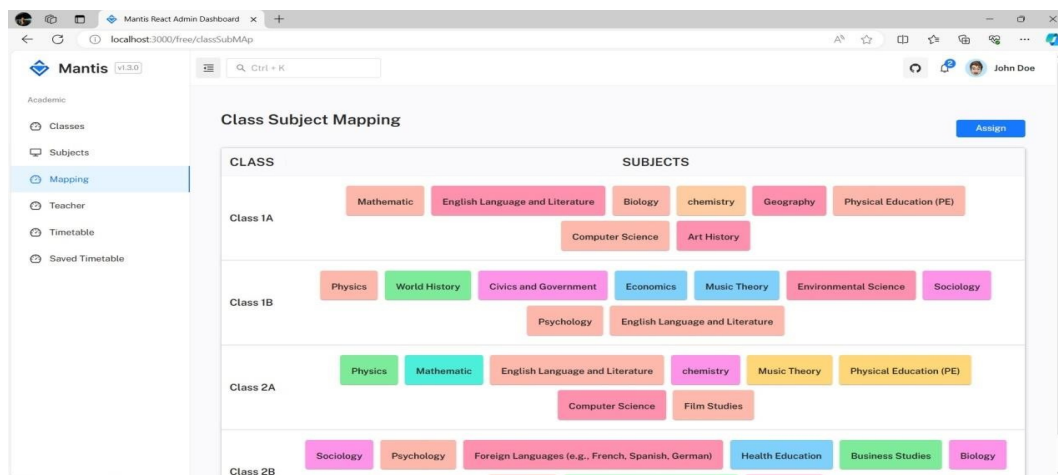 Mantis React Admin Dashboard
localhost:3000/free/classSubMAp
Mantis v1.3.0
Ctrl + K
2
John Doe
Academic
Classes
Subjects
Mapping
Teacher
Timetable
Saved Timetable
Class Subject Mapping
Assign
CLASS SUBJECTS
Class 1A
Mathematic English Language and Literature Biology chemistry Geography Physical Education (PE)
Computer Science Art History
Class 1B
Physics World History Civics and Government Economics Music Theory Environmental Science Sociology
Psychology English Language and Literature
Class 2A
Physics Mathematic English Language and Literature chemistry Music Theory Physical Education (PE)
Computer Science Film Studies
Class 2B
Sociology Psychology Foreign Languages (e.g., French, Spanish, German) Health Education Business Studies Biology